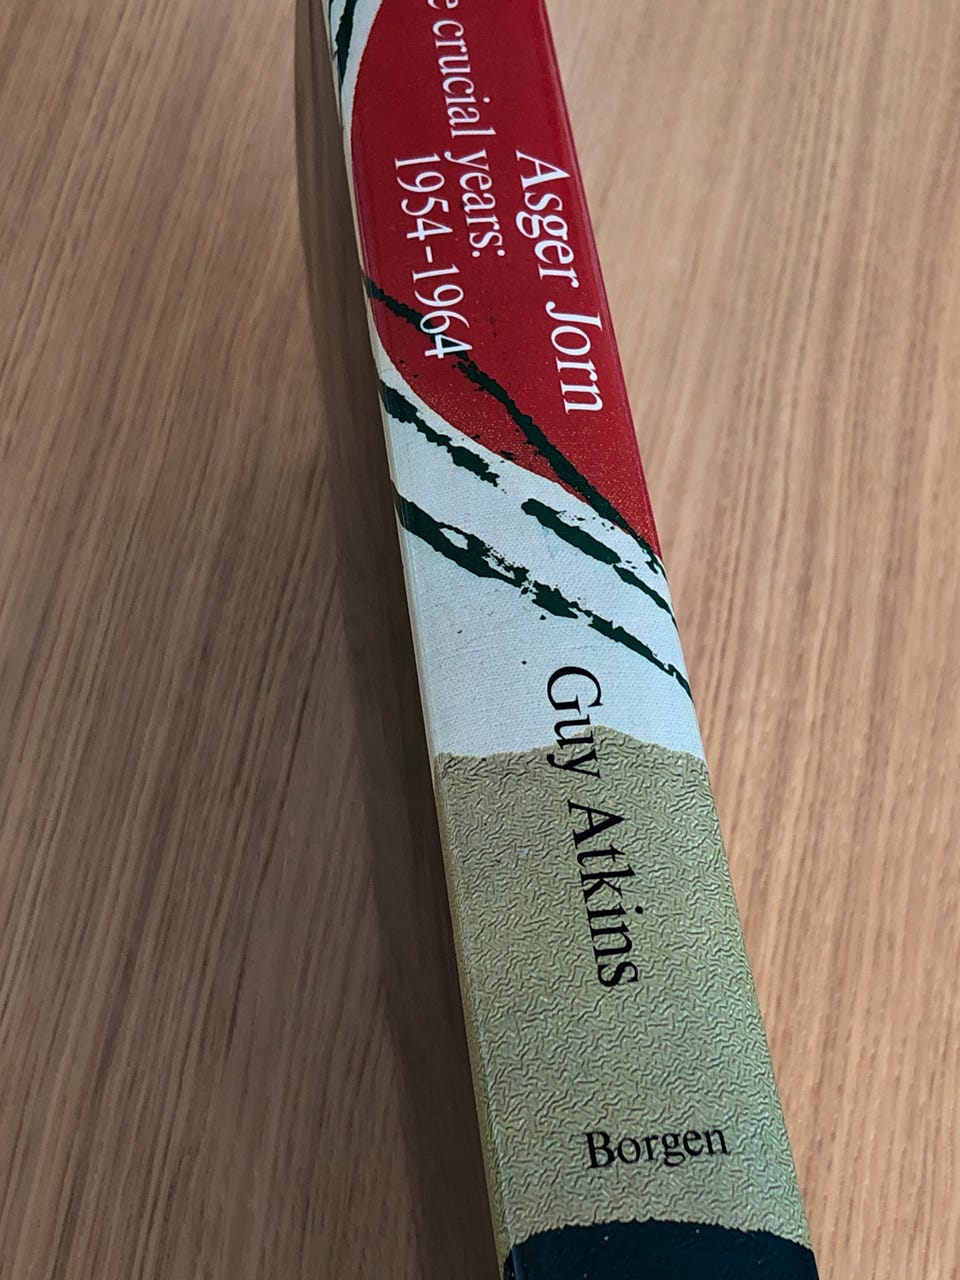 Asger Jorn
crucial years:
1954-1964
Guy Atkins
Borgen